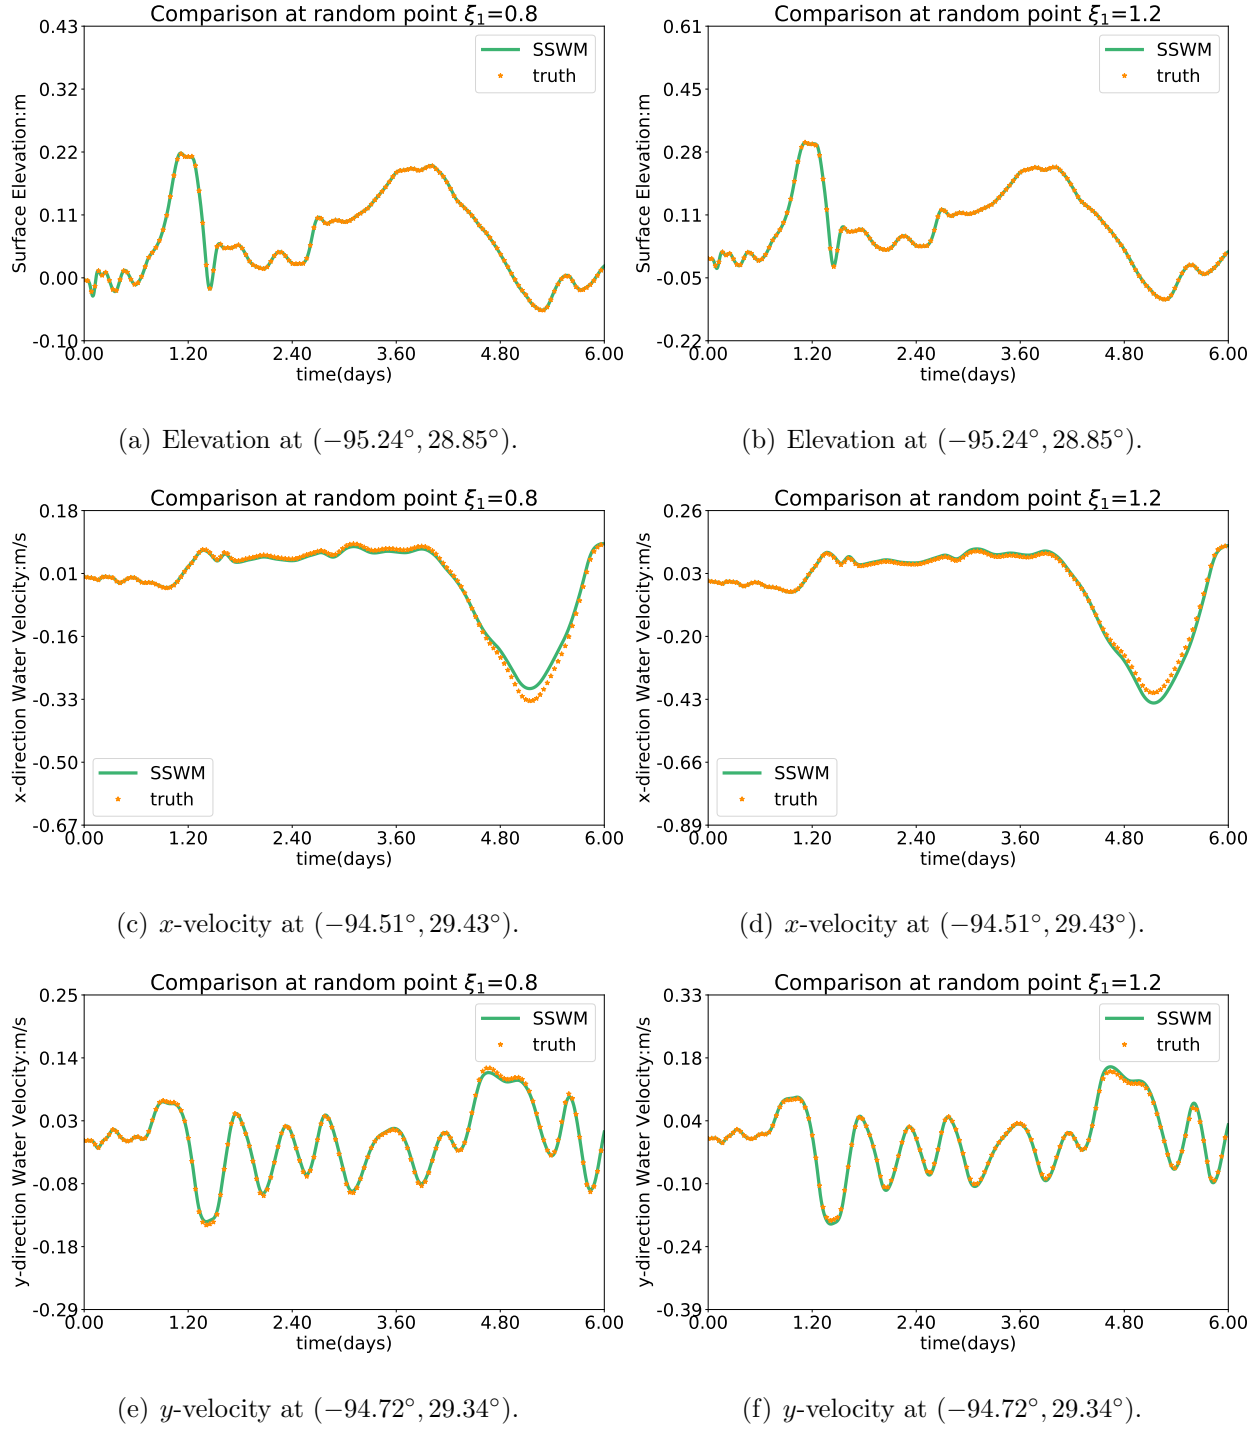 Comparison at random point ξ₁=0.8
0.43
0.32
0.22
0.11
0.00
-0.10
Surface Elevation:m
SSWM
truth
0.00 1.20 2.40 3.60 4.80 6.00
time(days)
(a) Elevation at (−95.24°, 28.85°).
Comparison at random point ξ₁=1.2
0.61
0.45
0.28
0.11
-0.05
-0.22
Surface Elevation:m
SSWM
truth
0.00 1.20 2.40 3.60 4.80 6.00
time(days)
(b) Elevation at (−95.24°, 28.85°).
Comparison at random point ξ₁=0.8
0.18
0.01
-0.16
-0.33
-0.50
-0.67
x-direction Water Velocity:m/s
SSWM
truth
0.00 1.20 2.40 3.60 4.80 6.00
time(days)
(c) x-velocity at (−94.51°, 29.43°).
Comparison at random point ξ₁=1.2
0.26
0.03
-0.20
-0.43
-0.66
-0.89
x-direction Water Velocity:m/s
SSWM
truth
0.00 1.20 2.40 3.60 4.80 6.00
time(days)
(d) x-velocity at (−94.51°, 29.43°).
Comparison at random point ξ₁=0.8
0.25
0.14
0.03
-0.08
-0.18
-0.29
y-direction Water Velocity:m/s
SSWM
truth
0.00 1.20 2.40 3.60 4.80 6.00
time(days)
(e) y-velocity at (−94.72°, 29.34°).
Comparison at random point ξ₁=1.2
0.33
0.18
0.04
-0.10
-0.24
-0.39
y-direction Water Velocity:m/s
SSWM
truth
0.00 1.20 2.40 3.60 4.80 6.00
time(days)
(f) y-velocity at (−94.72°, 29.34°).